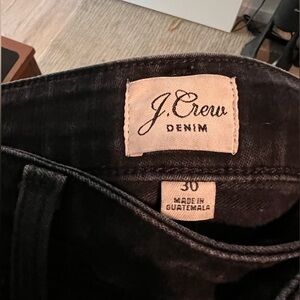 J.Crew
DENIM
30
MADE IN
GUATEMALA